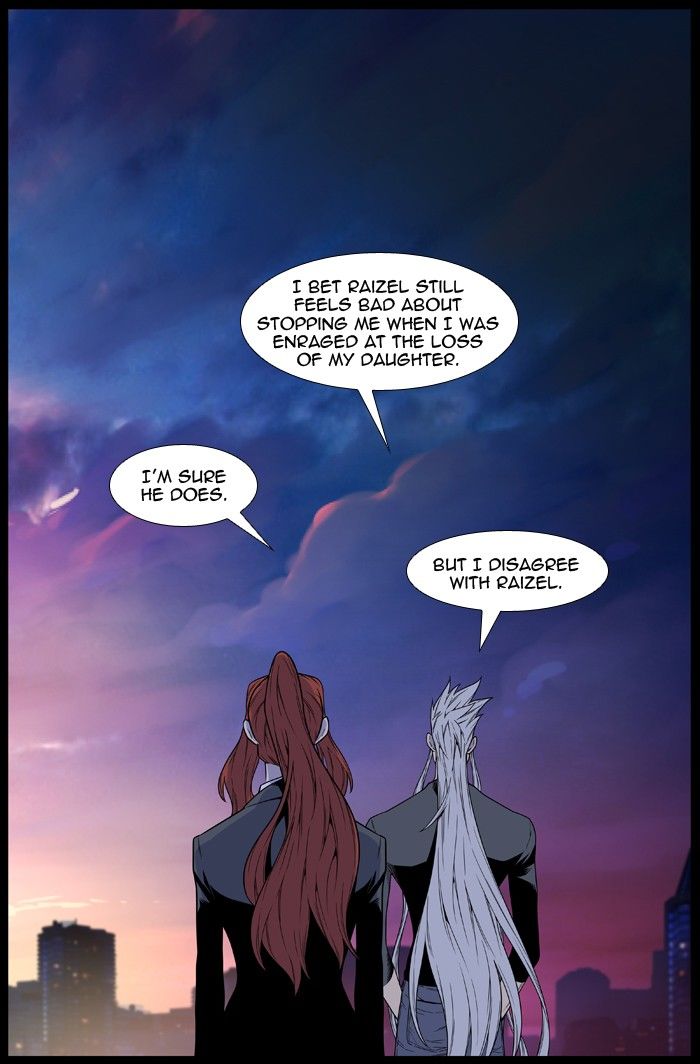 I BET RAIZEL STILL
FEELS BAD ABOUT
STOPPING ME WHEN I WAS
ENRAGED AT THE LOSS
OF MY DAUGHTER.
I'M SURE
HE DOES.
BUT I DISAGREE
WITH RAIZEL.